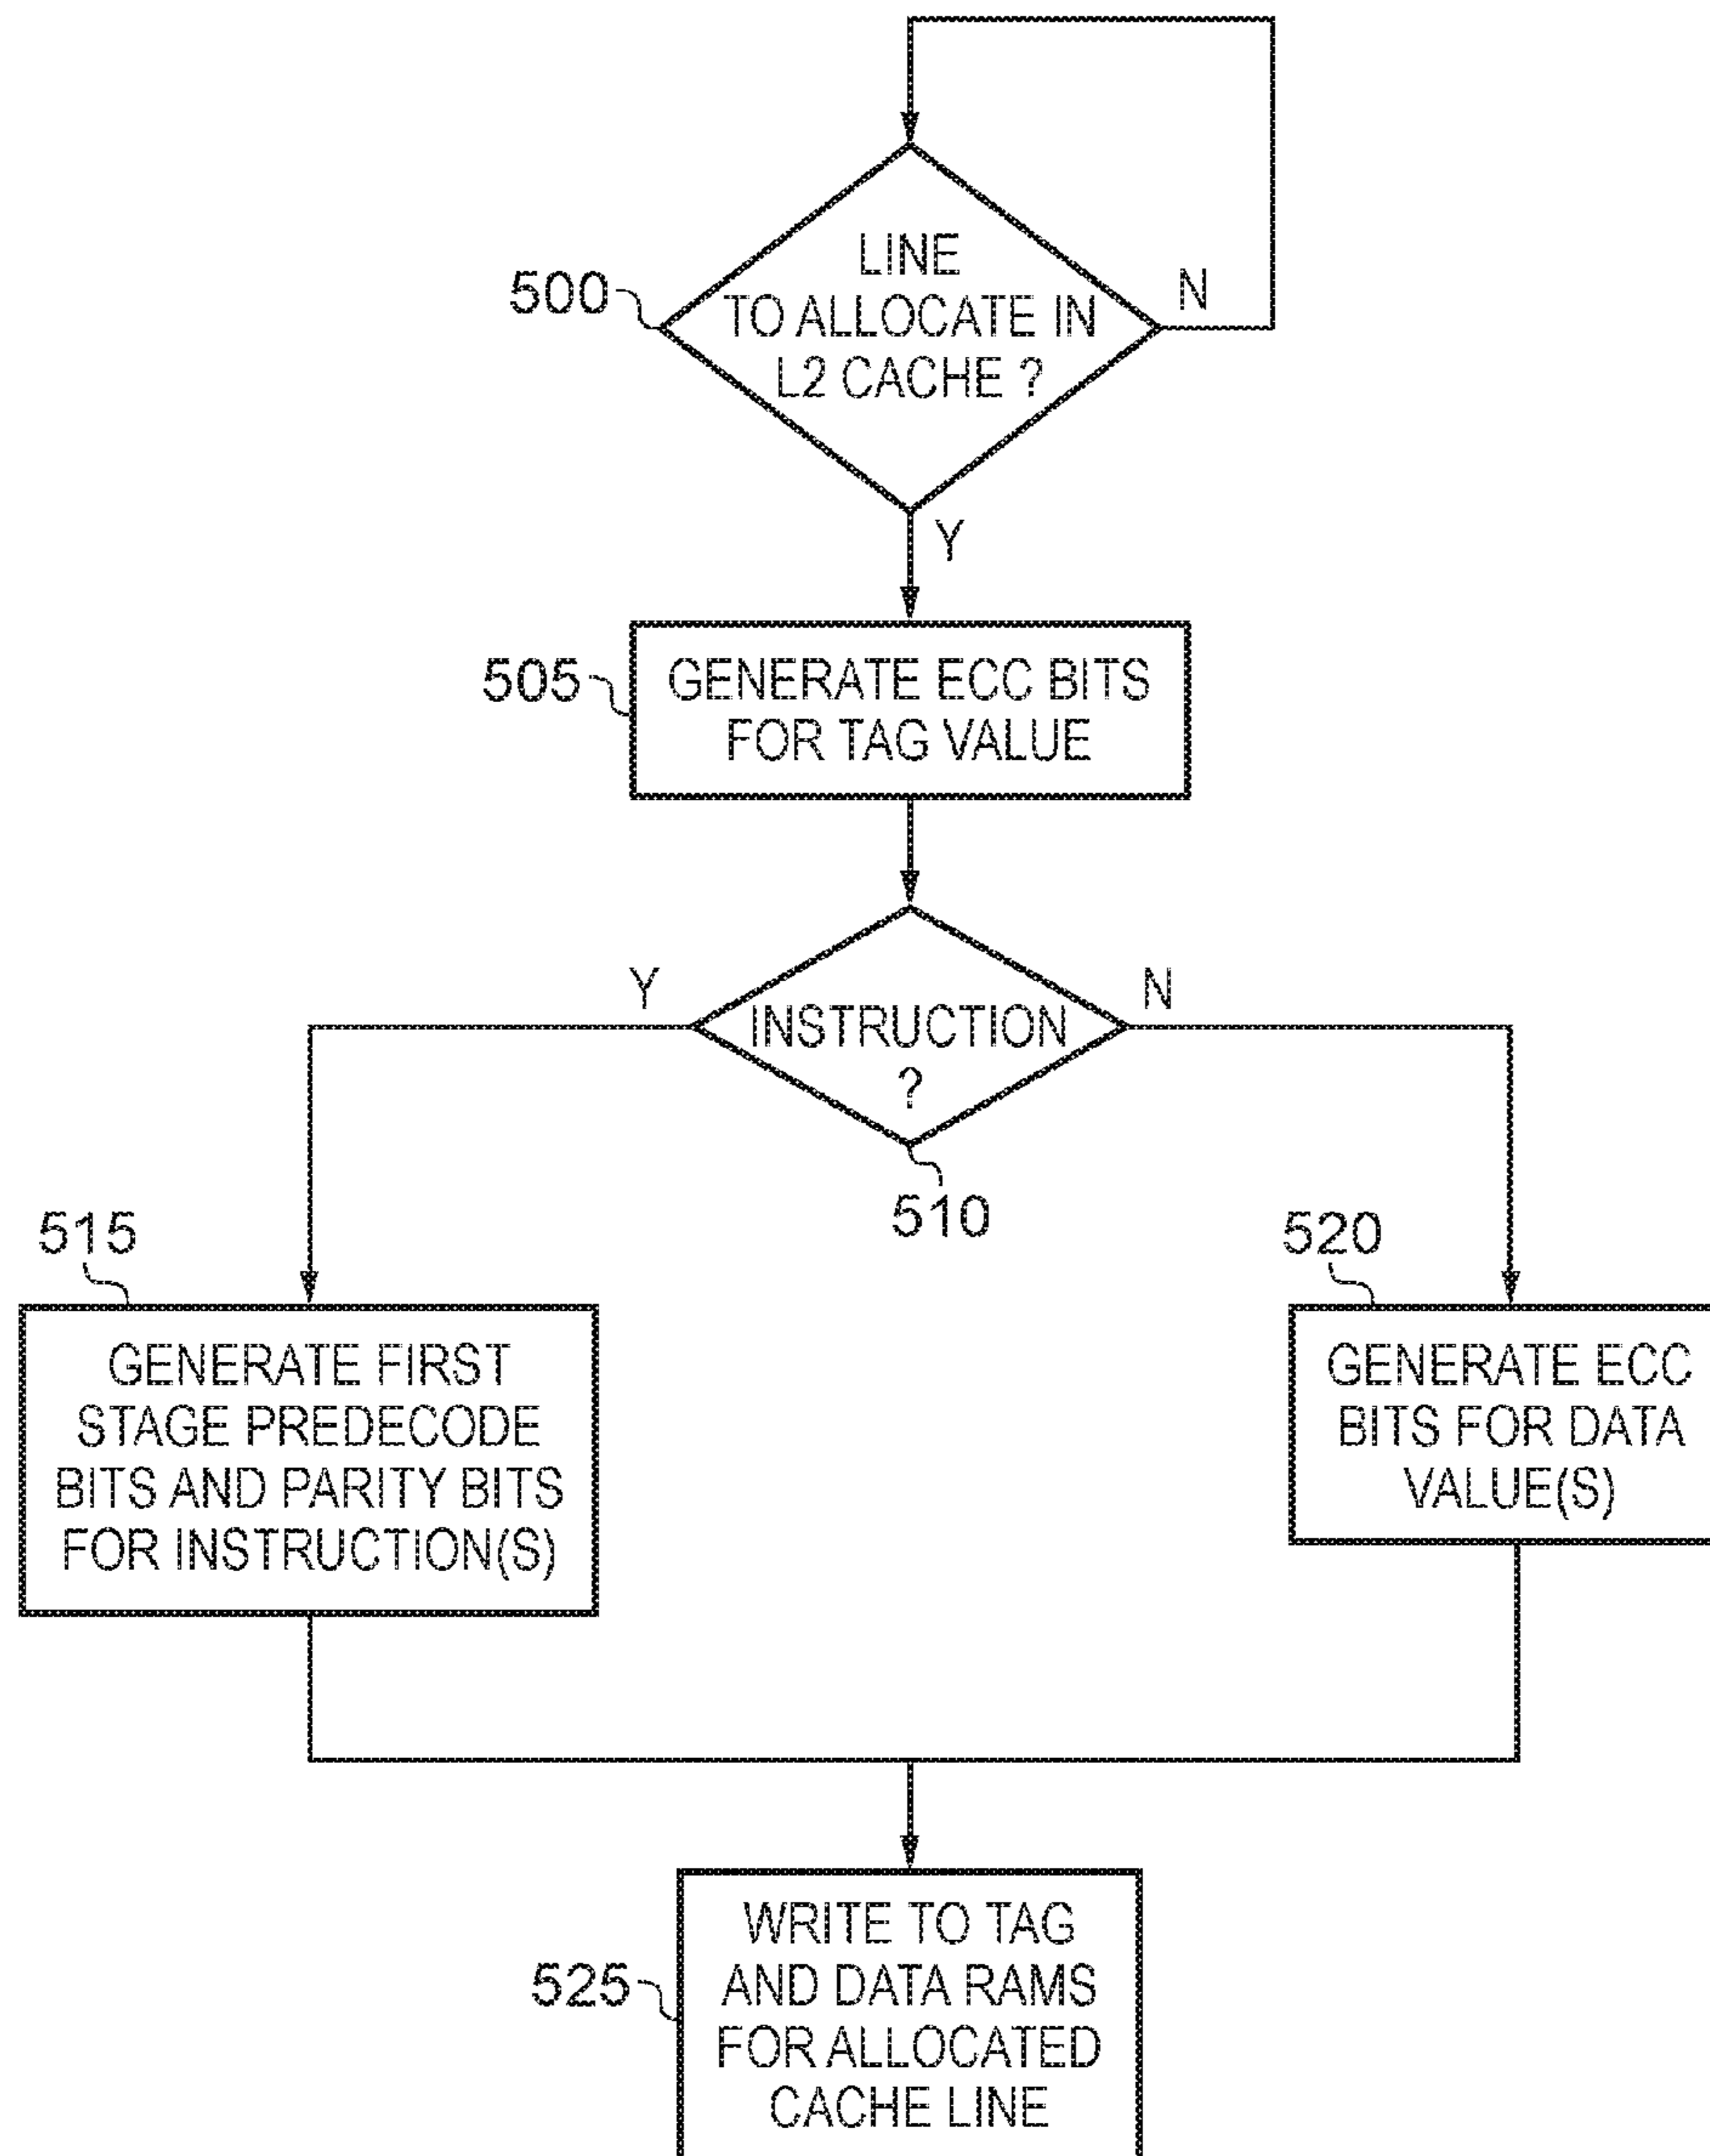 LINE
TO ALLOCATE IN
L2 CACHE ?
500
N
Y
505
GENERATE ECC BITS
FOR TAG VALUE
Y
N
INSTRUCTION
?
510
515
520
GENERATE FIRST
STAGE PREDECODE
BITS AND PARITY BITS
FOR INSTRUCTION(S)
GENERATE ECC
BITS FOR DATA
VALUE(S)
525
WRITE TO TAG
AND DATA RAMS
FOR ALLOCATED
CACHE LINE